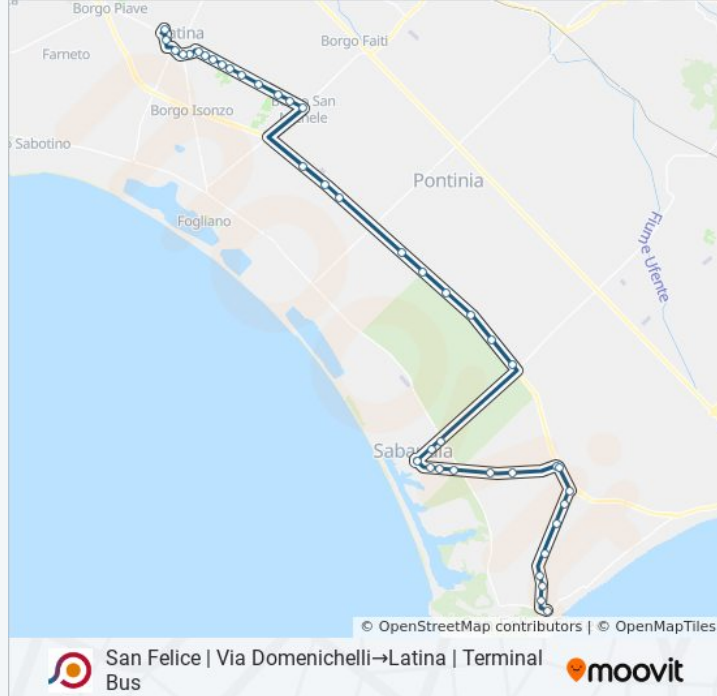 Borgo Piave
Latina
Borgo Faiti
Farneto
Borgo San
Michele
Borgo Isonzo
Sabotino
Pontinia
Fogliano
Fiume Ufente
Sabaudia
© OpenStreetMap contributors | © OpenMapTiles
San Felice | Via Domenichelli→Latina | Terminal
Bus
moovit